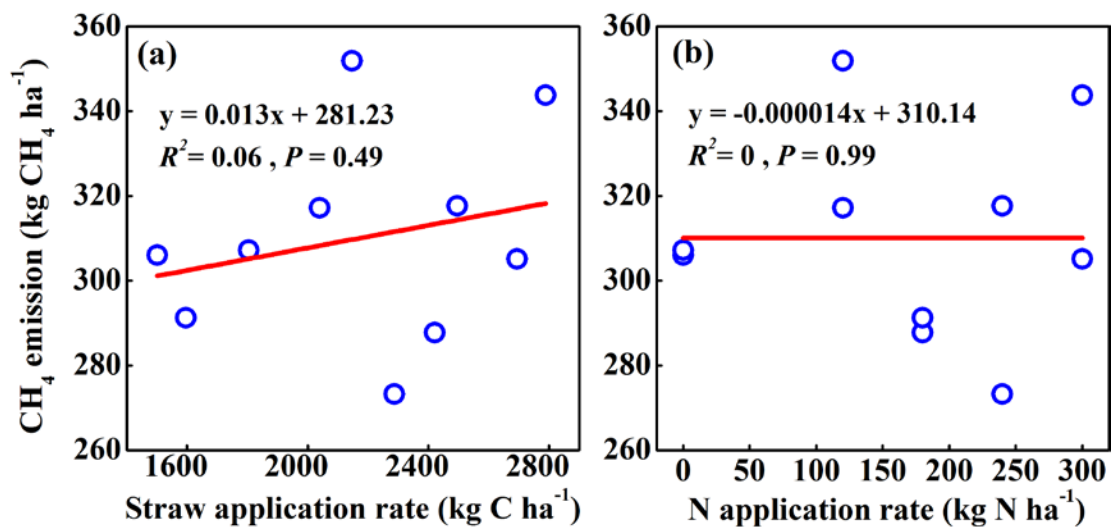 CH₄ emission (kg CH₄ ha⁻¹)
360
340
320
300
280
260
(a)
y = 0.013x + 281.23
R²= 0.06 , P = 0.49
1600 2000 2400 2800
Straw application rate (kg C ha⁻¹)
360
340
320
300
280
260
(b)
y = -0.000014x + 310.14
R²= 0 , P = 0.99
0 50 100 150 200 250 300
N application rate (kg N ha⁻¹)